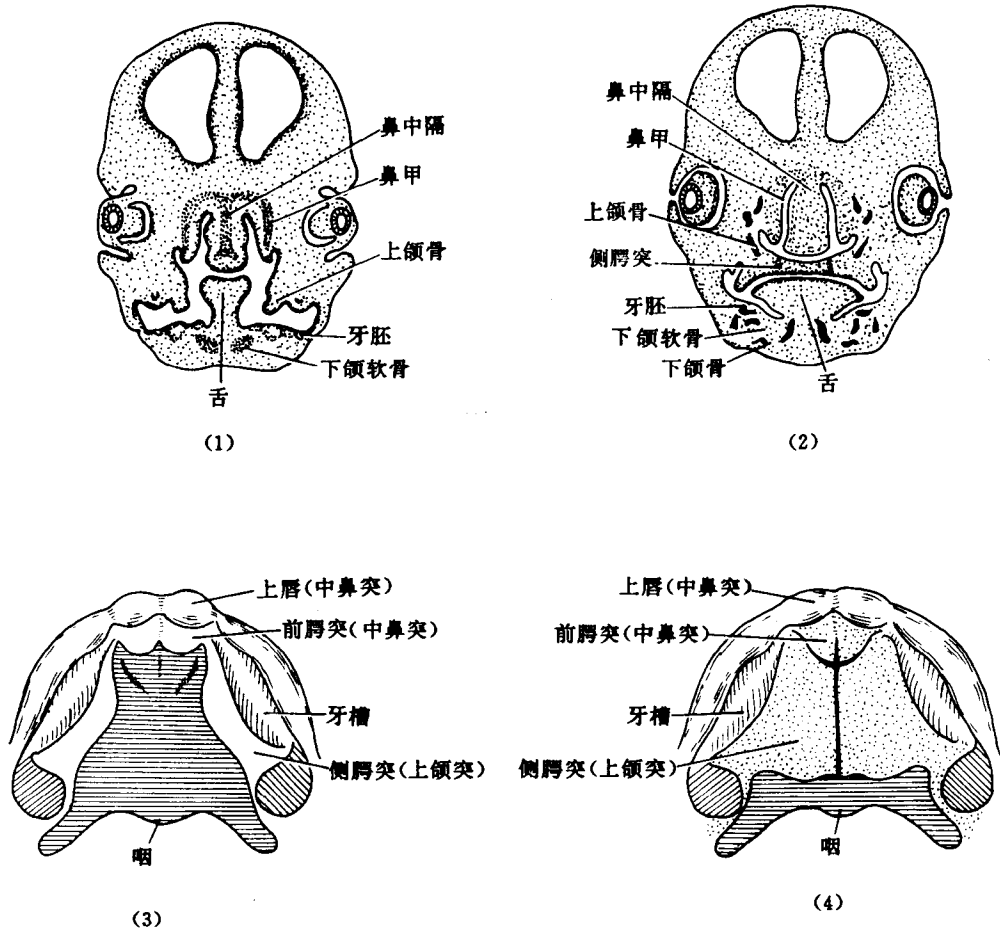 鼻中隔
鼻甲
上颌骨
牙胚
下颌软骨
舌
(1)
鼻中隔
鼻甲
上颌骨
侧腭突
牙胚
下颌软骨
下颌骨
舌
(2)
上唇(中鼻突)
前腭突(中鼻突)
牙槽
侧腭突(上颌突)
咽
(3)
上唇(中鼻突)
前腭突(中鼻突)
牙槽
侧腭突(上颌突)
咽
(4)